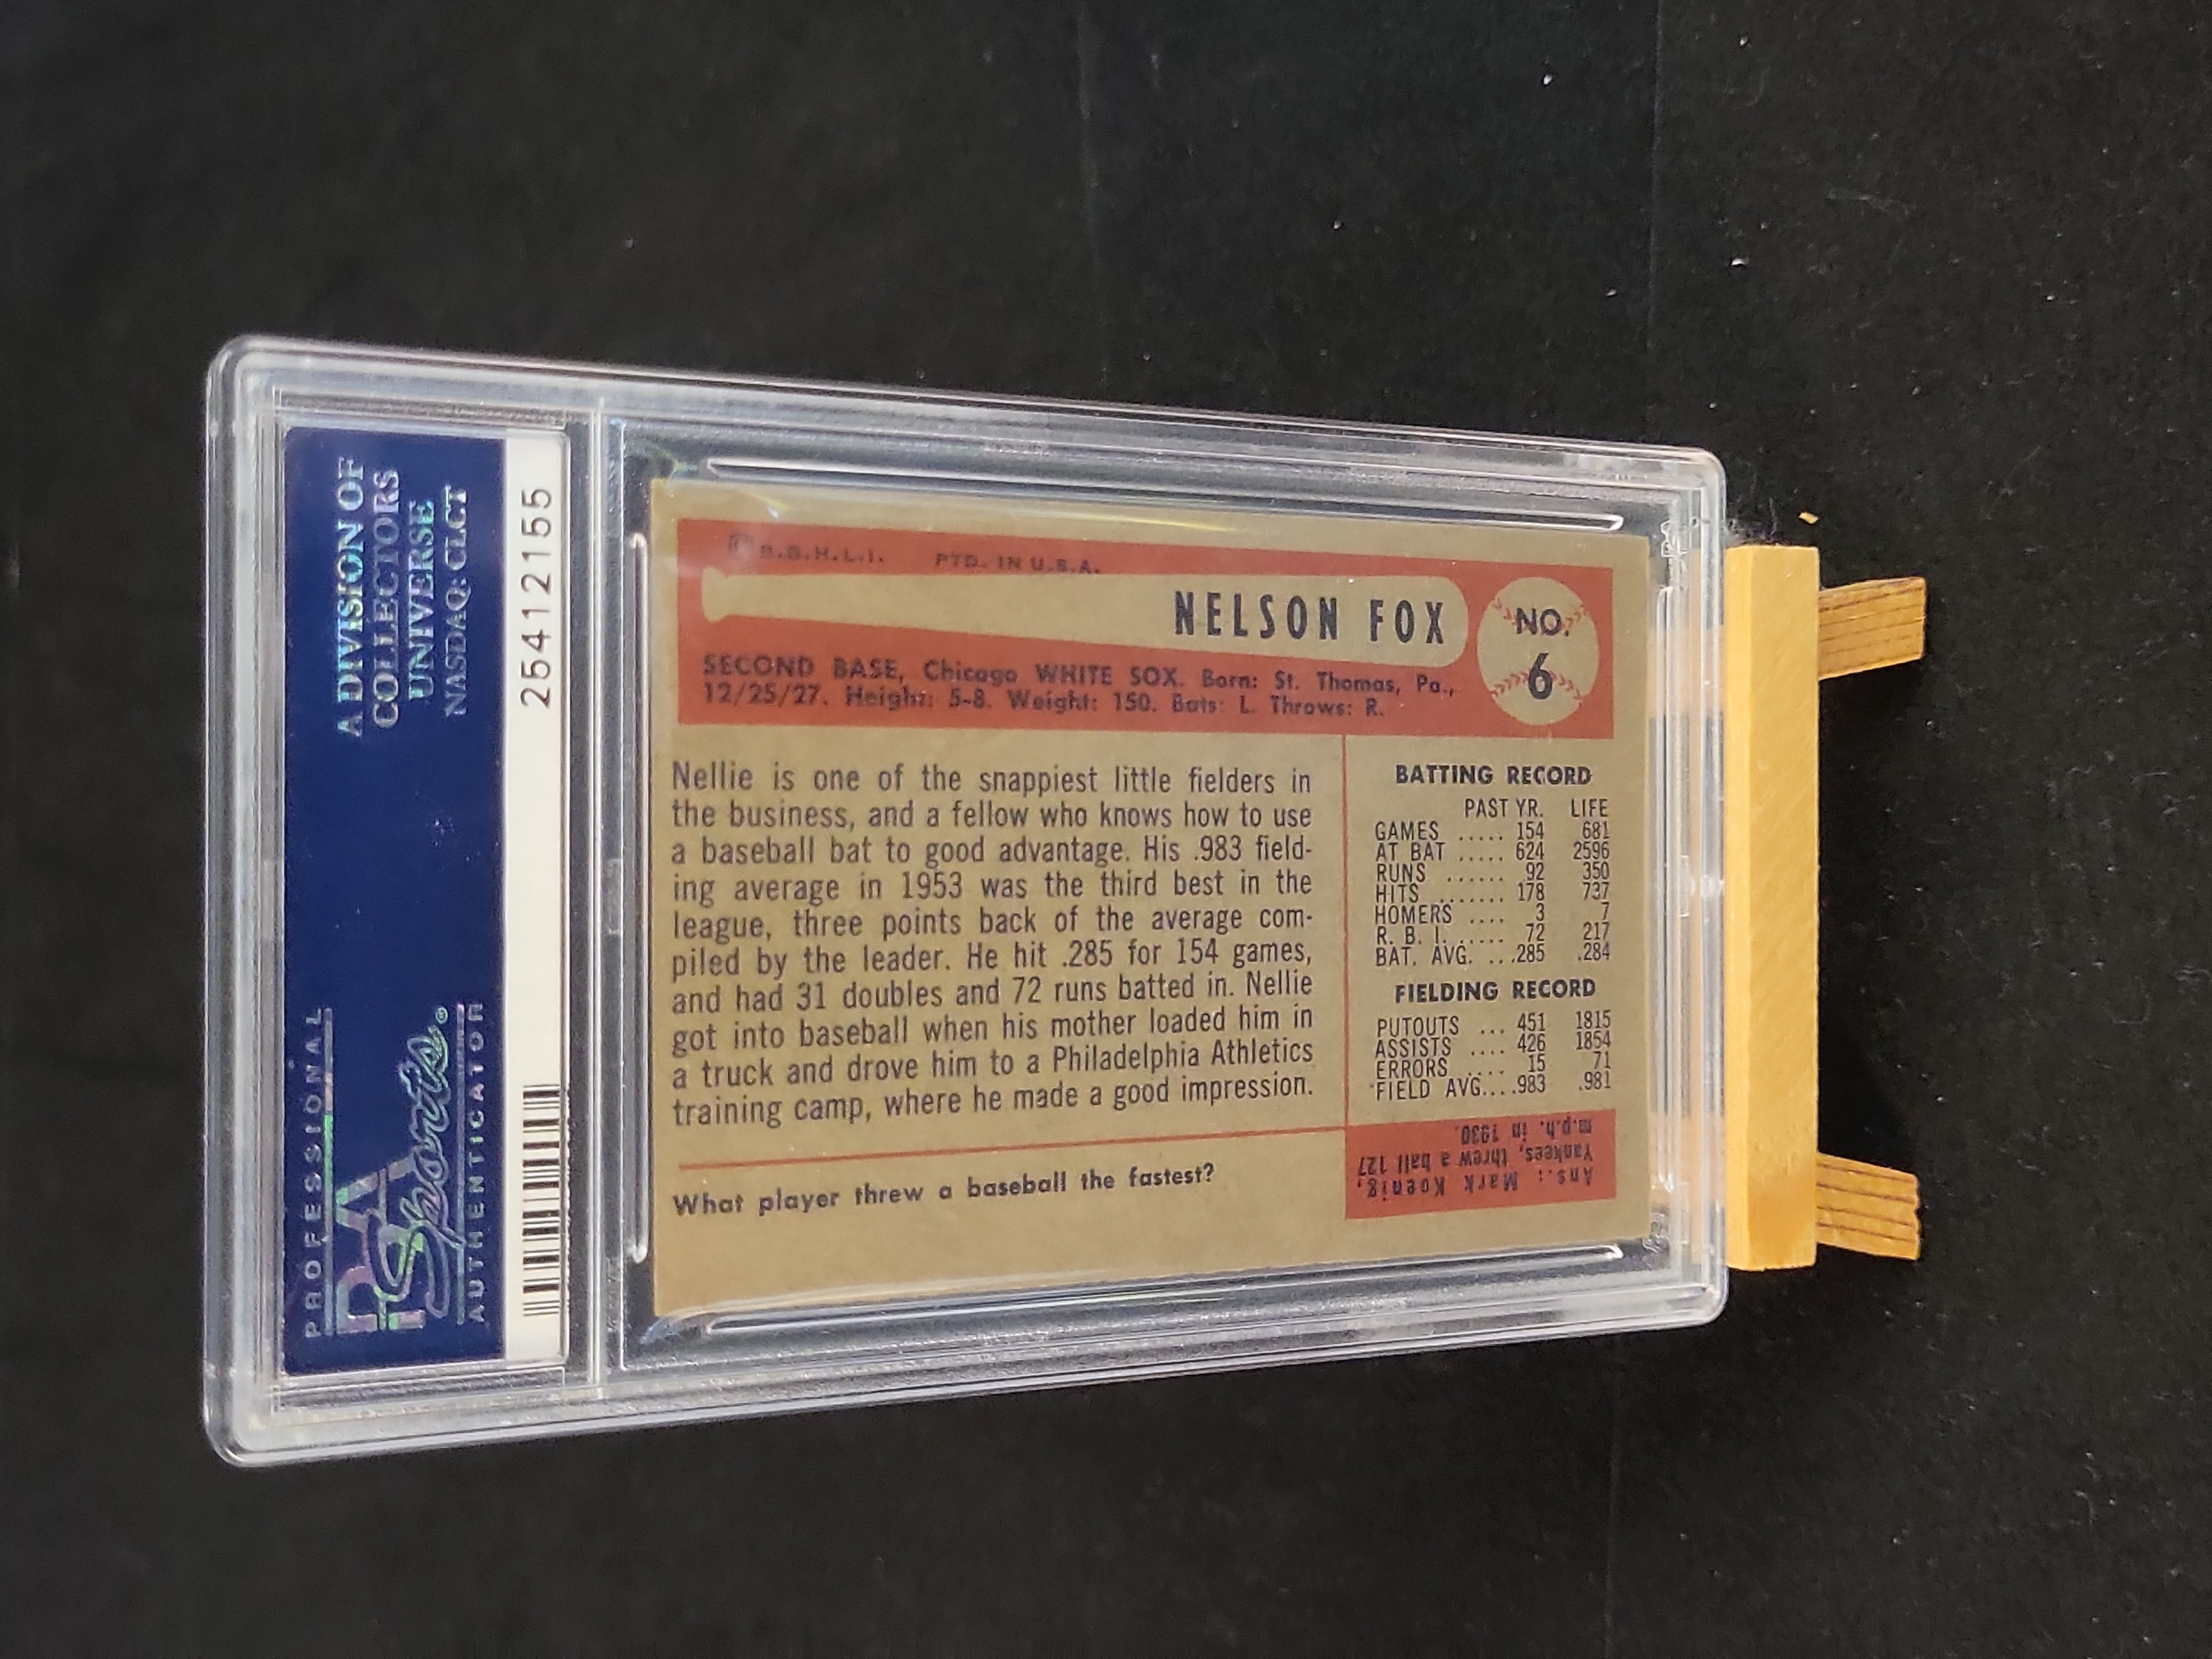 PROFESSIONAL
PSA
Sports®
AUTHENTICATOR
A DIVISION OF
COLLECTORS
UNIVERSE
NASDAQ: CLCT
25412155
© B.G.H.L.I. PTD. IN U.S.A.
NELSON FOX
NO.
6
SECOND BASE, Chicago WHITE SOX. Born: St. Thomas, Pa.,
12/25/27. Height: 5-8. Weight: 150. Bats: L. Throws: R.
Nellie is one of the snappiest little fielders in
the business, and a fellow who knows how to use
a baseball bat to good advantage. His .983 field-
ing average in 1953 was the third best in the
league, three points back of the average com-
piled by the leader. He hit .285 for 154 games,
and had 31 doubles and 72 runs batted in. Nellie
got into baseball when his mother loaded him in
a truck and drove him to a Philadelphia Athletics
training camp, where he made a good impression.
BATTING RECORD
PAST YR. LIFE
GAMES ..... 154 681
AT BAT ..... 624 2596
RUNS ...... 92 350
HITS ....... 178 737
HOMERS .... 3 7
R. B. I. ..... 72 217
BAT. AVG. ...285 .284
FIELDING RECORD
PUTOUTS ... 451 1815
ASSISTS .... 426 1854
ERRORS .... 15 71
FIELD AVG....983 .981
What player threw a baseball the fastest?
Ans.: Mark Koenig,
Yankees, threw a ball 127
m.p.h. in 1930.